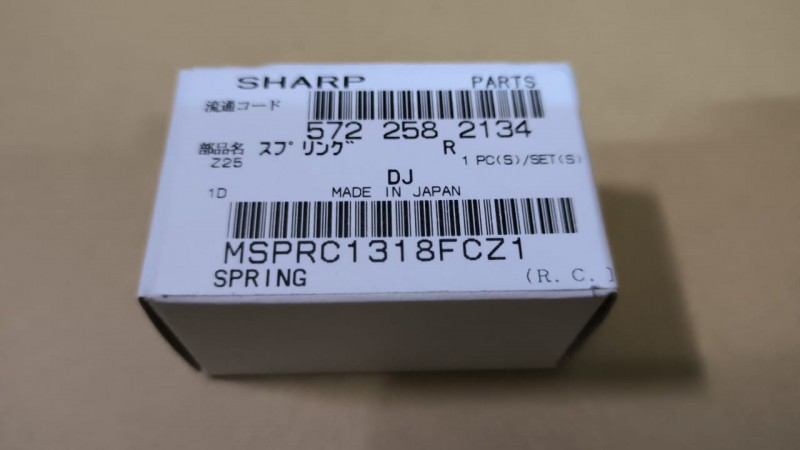 SHARP PARTS
流通コード
572 258 2134
部品名 スプリング R
Z25 1 PC(S)/SET(S)
DJ
1D MADE IN JAPAN
MSPRC1318FCZ1
SPRING (R.C.)